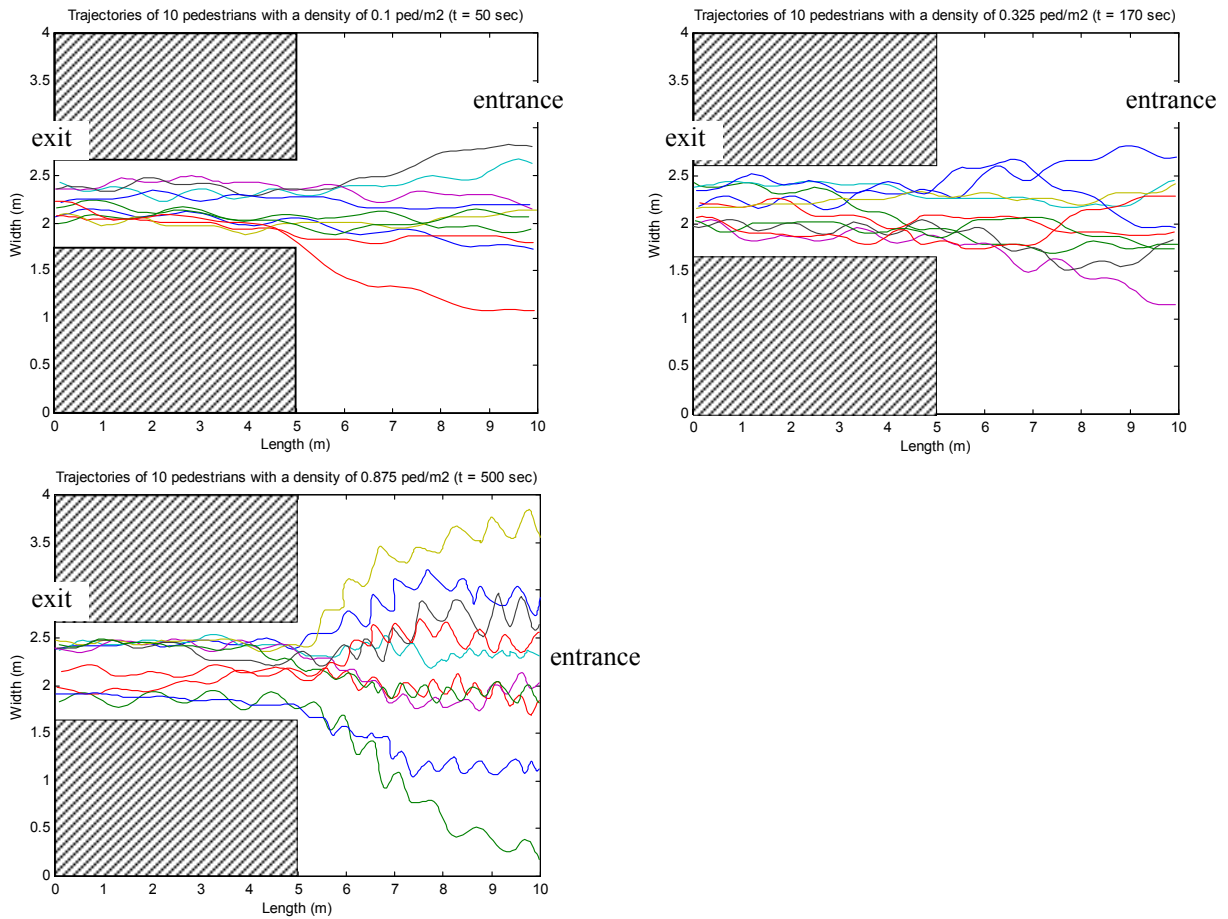 Trajectories of 10 pedestrians with a density of 0.1 ped/m2 (t = 50 sec)
4
3.5
3
2.5
2
1.5
1
0.5
0
Width (m)
exit
entrance
0 1 2 3 4 5 6 7 8 9 10
Length (m)
Trajectories of 10 pedestrians with a density of 0.325 ped/m2 (t = 170 sec)
4
3.5
3
2.5
2
1.5
1
0.5
0
Width (m)
exit
entrance
0 1 2 3 4 5 6 7 8 9 10
Length (m)
Trajectories of 10 pedestrians with a density of 0.875 ped/m2 (t = 500 sec)
4
3.5
3
2.5
2
1.5
1
0.5
0
Width (m)
exit
entrance
0 1 2 3 4 5 6 7 8 9 10
Length (m)